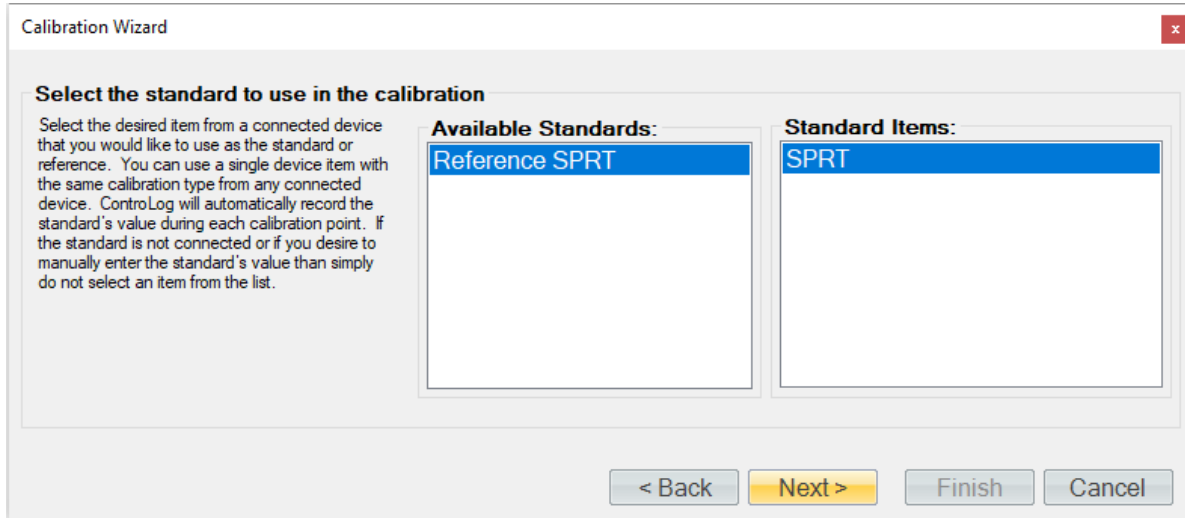 Calibration Wizard
x
Select the standard to use in the calibration
Select the desired item from a connected device
that you would like to use as the standard or
reference. You can use a single device item with
the same calibration type from any connected
device. ControLog will automatically record the
standard's value during each calibration point. If
the standard is not connected or if you desire to
manually enter the standard's value than simply
do not select an item from the list.
Available Standards:
Reference SPRT
Standard Items:
SPRT
< Back
Next >
Finish
Cancel